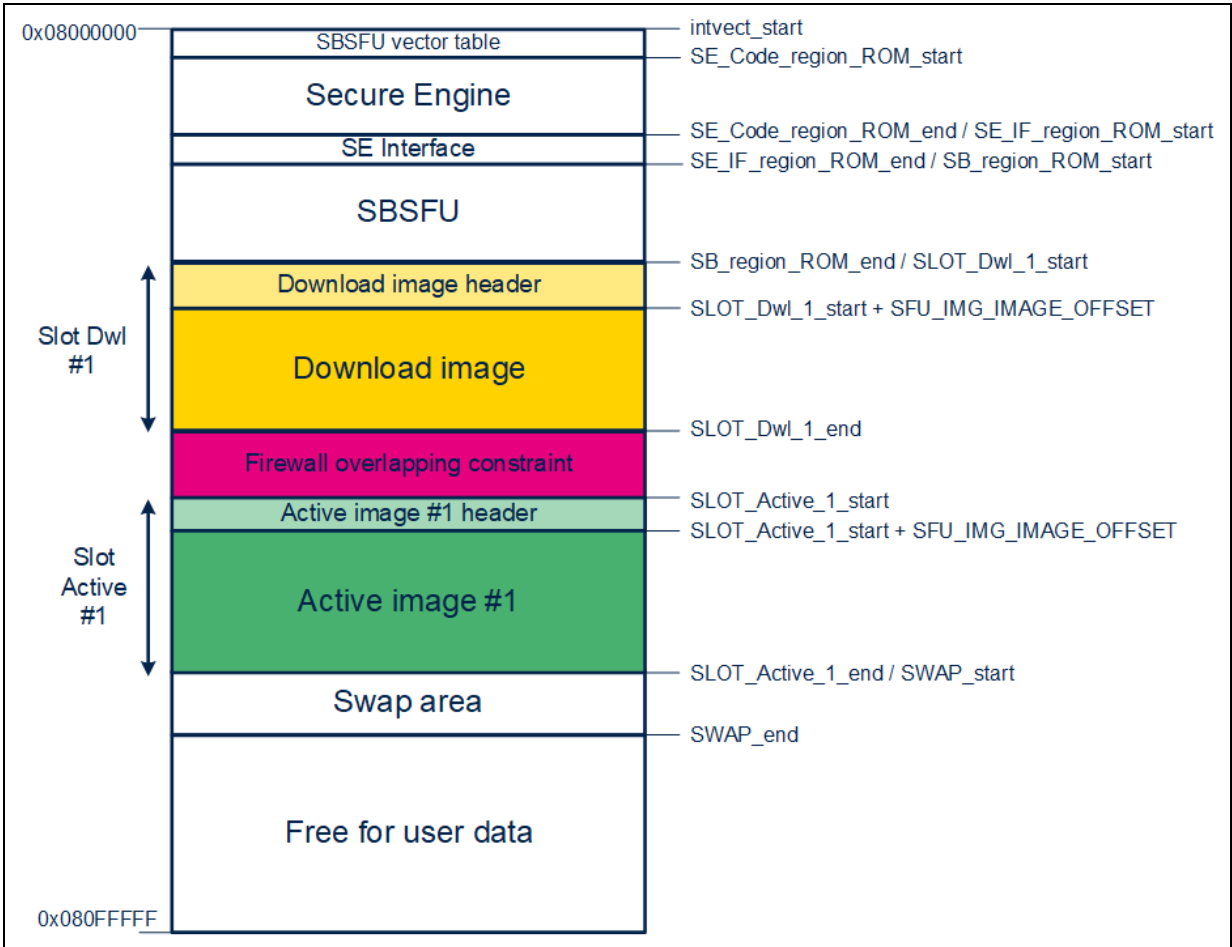 0x08000000
intvect_start
SBSFU vector table
SE_Code_region_ROM_start
Secure Engine
SE_Code_region_ROM_end / SE_IF_region_ROM_start
SE Interface
SE_IF_region_ROM_end / SB_region_ROM_start
SBSFU
SB_region_ROM_end / SLOT_Dwl_1_start
Download image header
SLOT_Dwl_1_start + SFU_IMG_IMAGE_OFFSET
Slot Dwl
#1
Download image
SLOT_Dwl_1_end
Firewall overlapping constraint
SLOT_Active_1_start
Active image #1 header
SLOT_Active_1_start + SFU_IMG_IMAGE_OFFSET
Slot
Active
#1
Active image #1
SLOT_Active_1_end / SWAP_start
Swap area
SWAP_end
Free for user data
0x080FFFFF